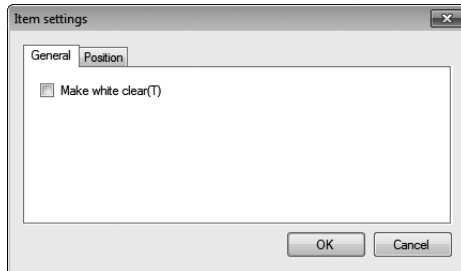 Item settings
General Position
Make white clear(T)
OK Cancel